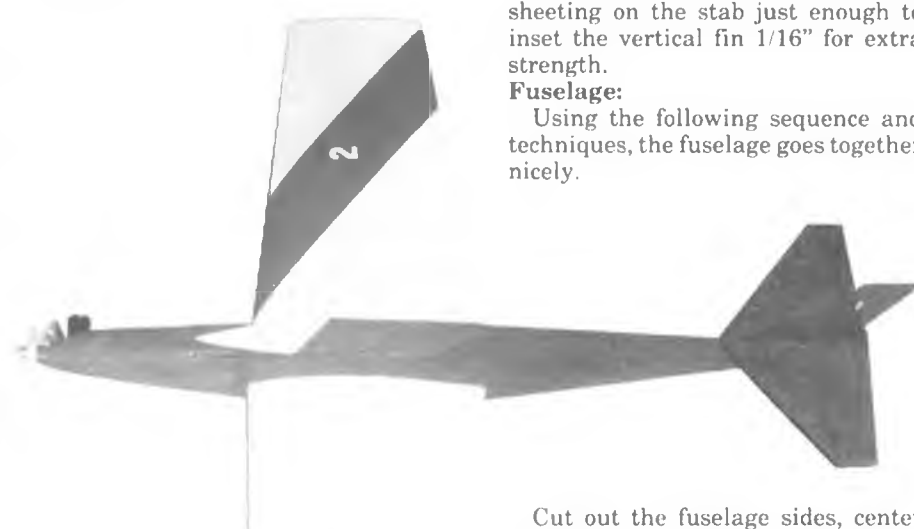 sheeting on the stab just enough to
inset the vertical fin 1/16” for extra
strength.
Fuselage:
Using the following sequence and
techniques, the fuselage goes together
nicely.
2
Cut out the fuselage sides, center